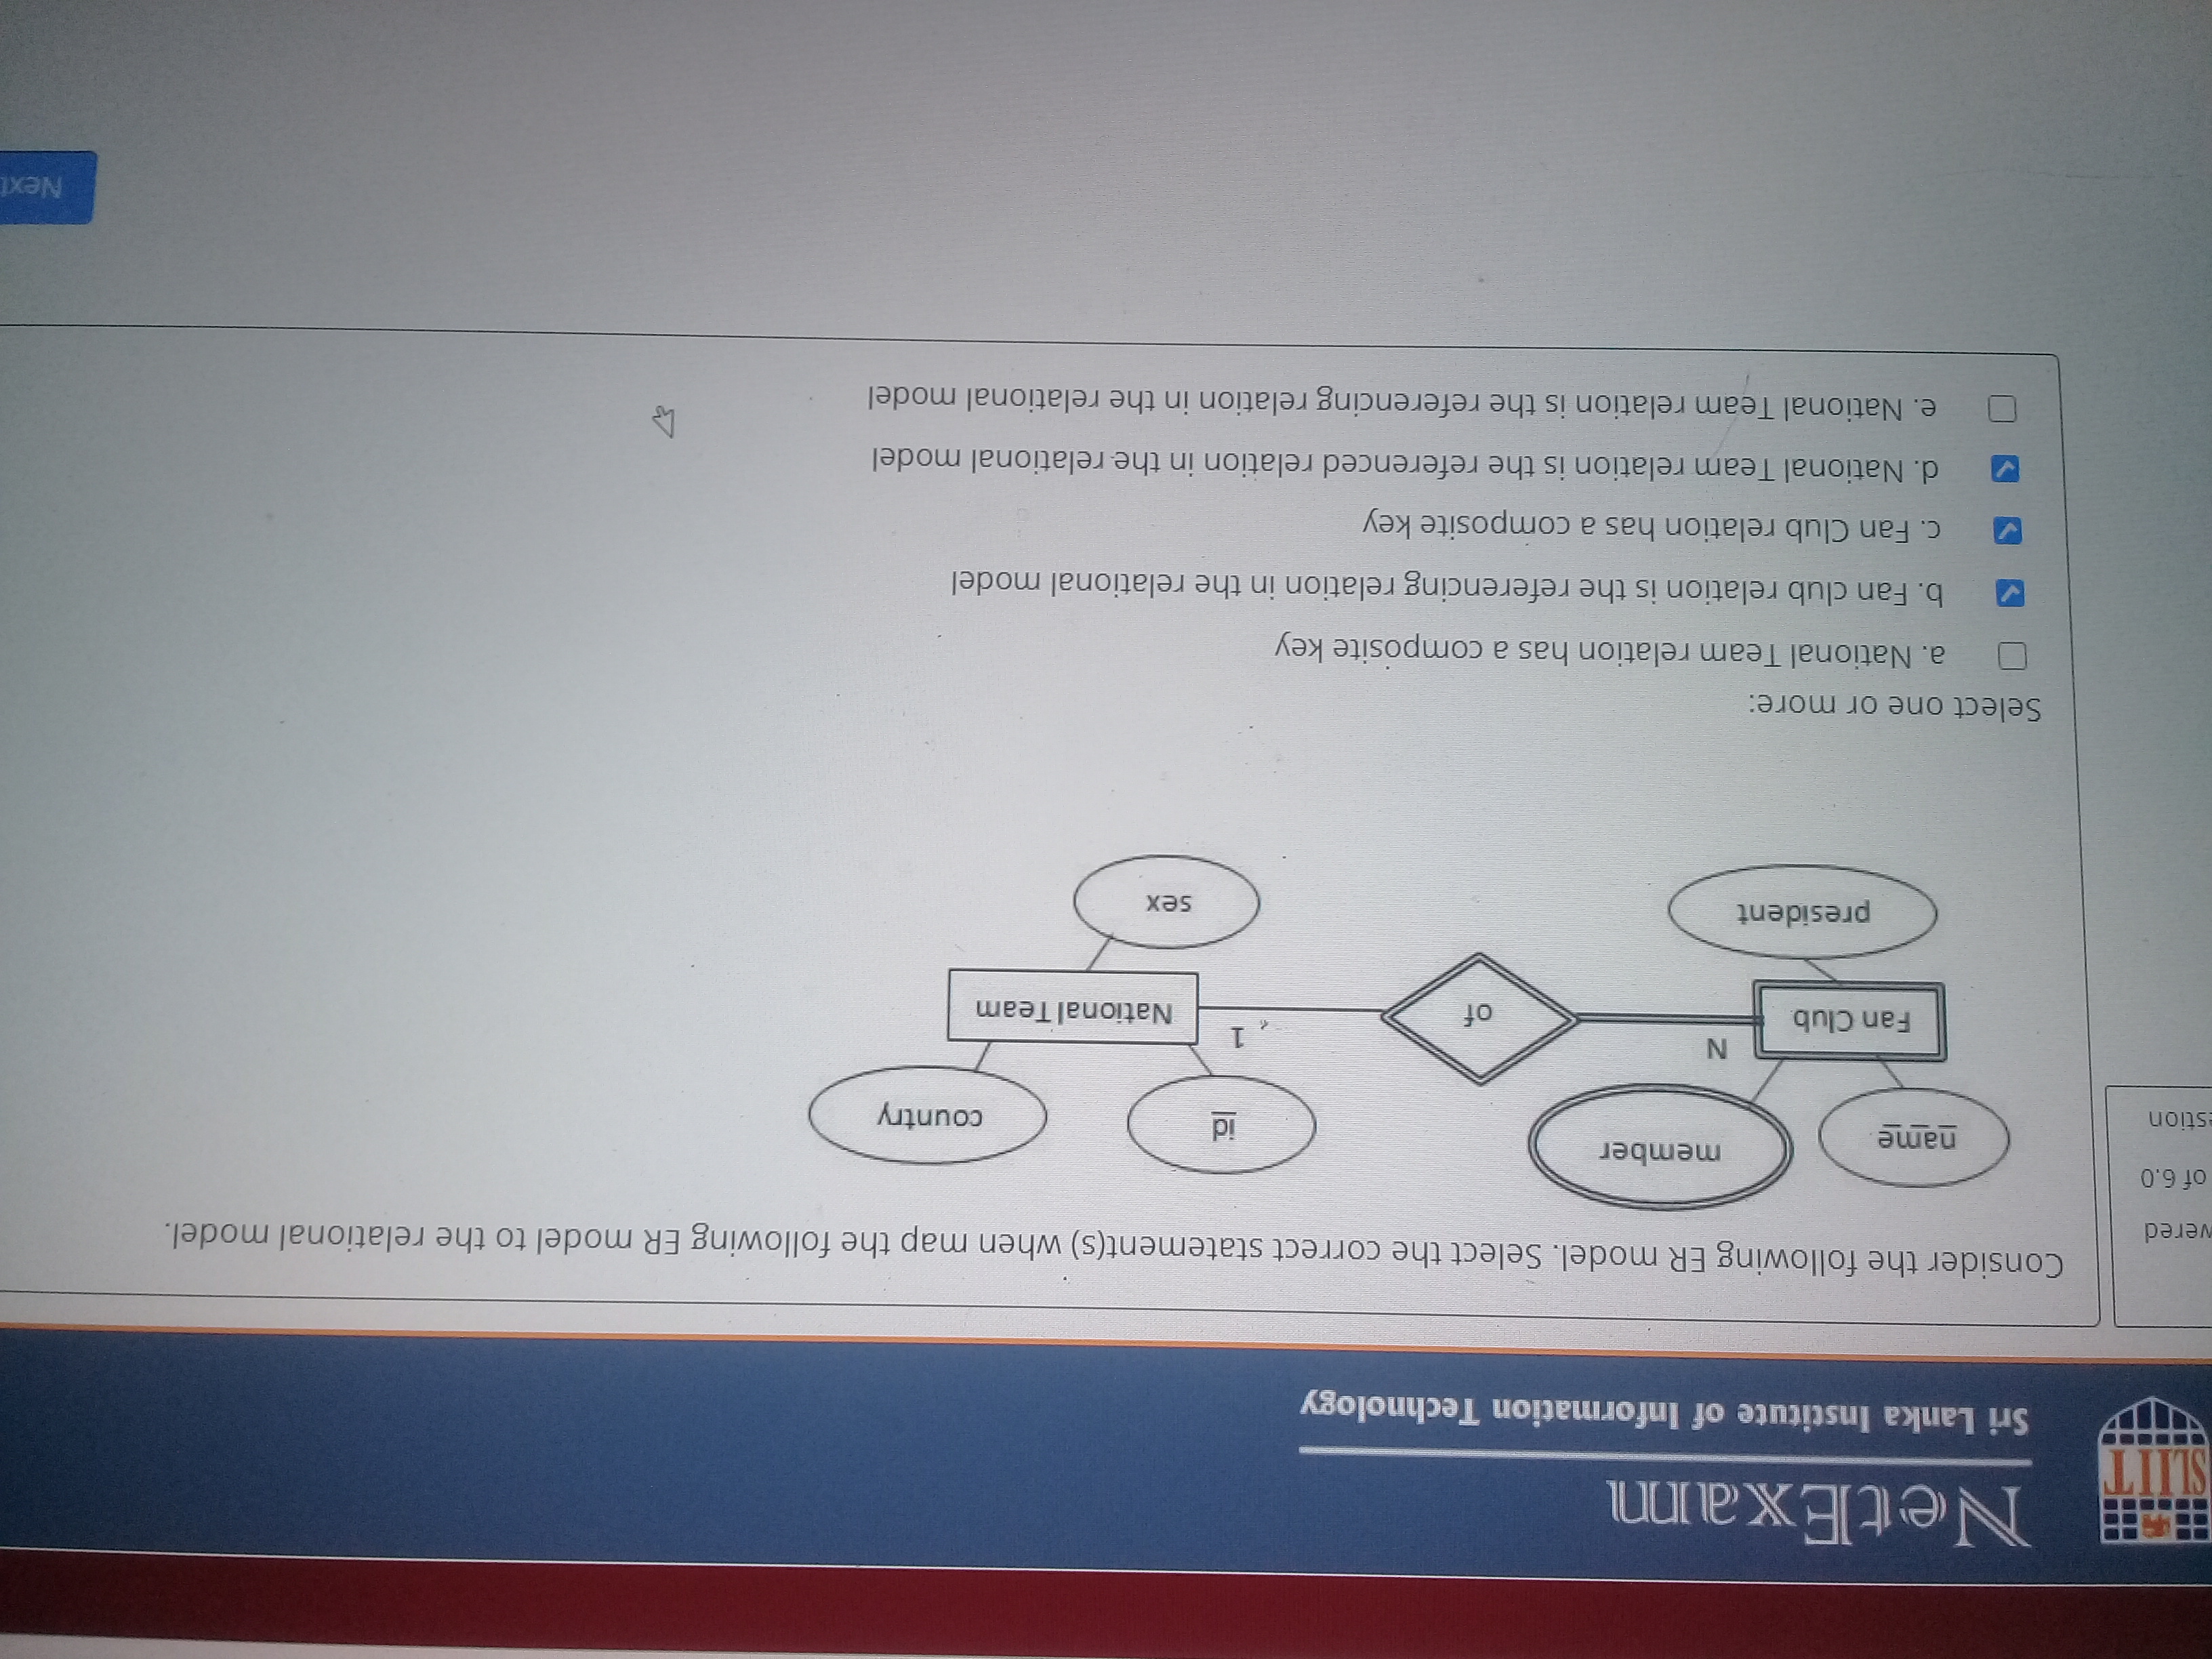 NetExam
SLIIT
Sri Lanka Institute of Information Technology
Consider the following ER model. Select the correct statement(s) when map the following ER model to the relational model.
of 6.0
name
member
id
country
Fan Club
N
of
1
National Team
president
sex
Select one or more:
a. National Team relation has a composite key
b. Fan club relation is the referencing relation in the relational model
c. Fan Club relation has a composite key
d. National Team relation is the referenced relation in the relational model
e. National Team relation is the referencing relation in the relational model
Next